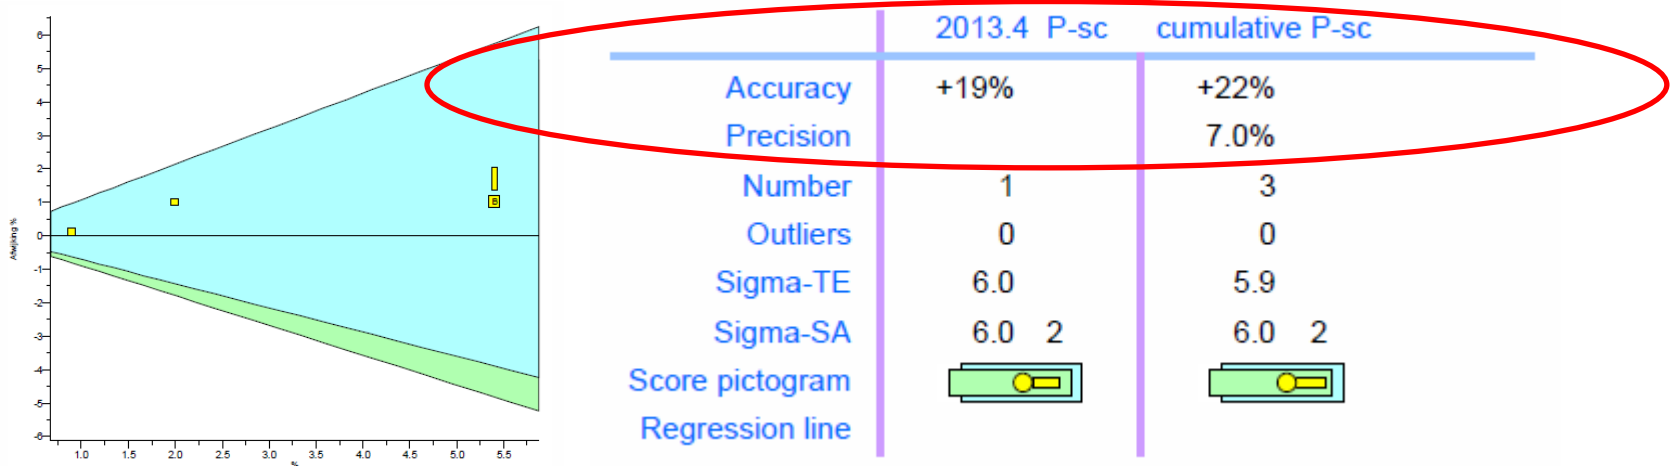 Afwijking %
6
5
4
3
2
1
0
-1
-2
-3
-4
-5
-6
B
1.0 1.5 2.0 2.5 3.0 3.5 4.0 4.5 5.0 5.5
%
2013.4 P-sc cumulative P-sc
Accuracy +19% +22%
Precision 7.0%
Number 1 3
Outliers 0 0
Sigma-TE 6.0 5.9
Sigma-SA 6.0 2 6.0 2
Score pictogram
Regression line